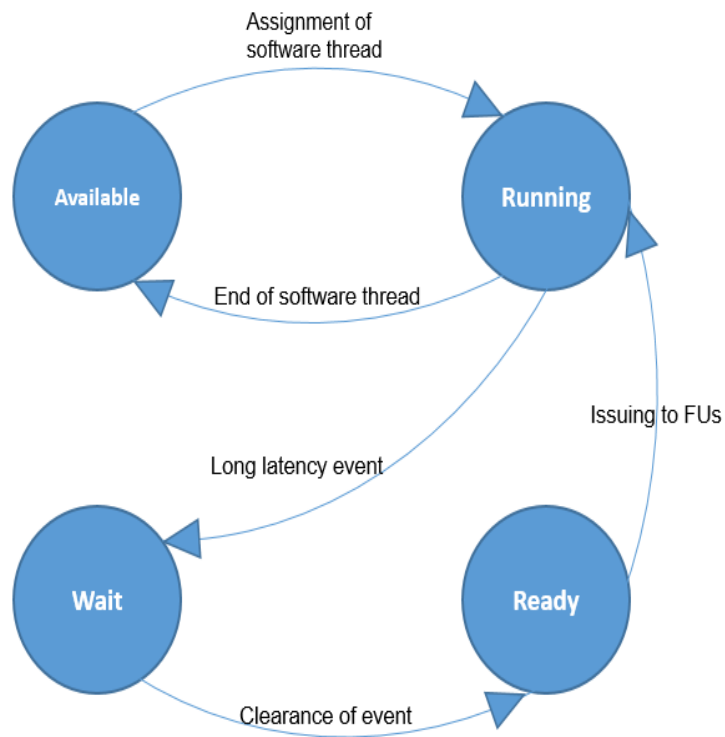 Assignment of
software thread
Available
Running
End of software thread
Issuing to FUs
Long latency event
Wait
Ready
Clearance of event